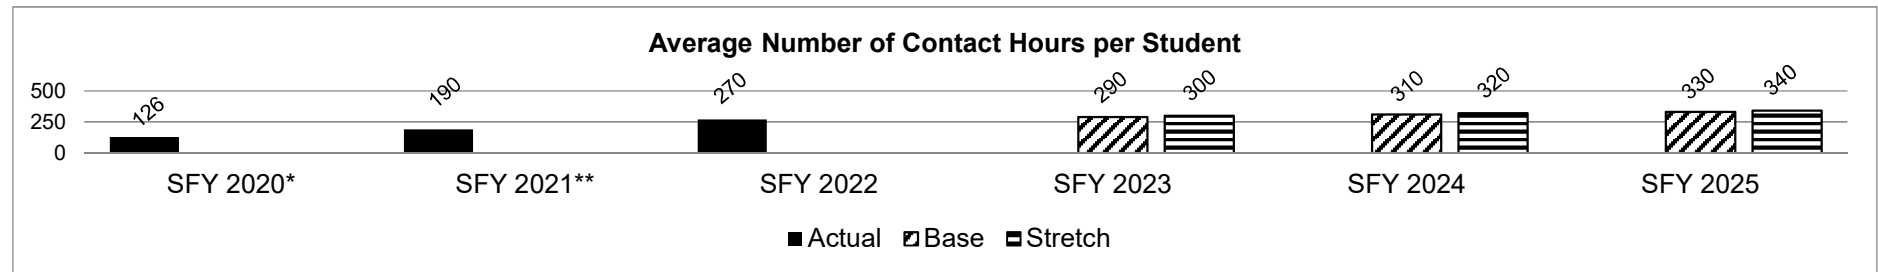 Average Number of Contact Hours per Student
500
250
0
126
190
270
290
300
310
320
330
340
SFY 2020*
SFY 2021**
SFY 2022
SFY 2023
SFY 2024
SFY 2025
Actual Base Stretch